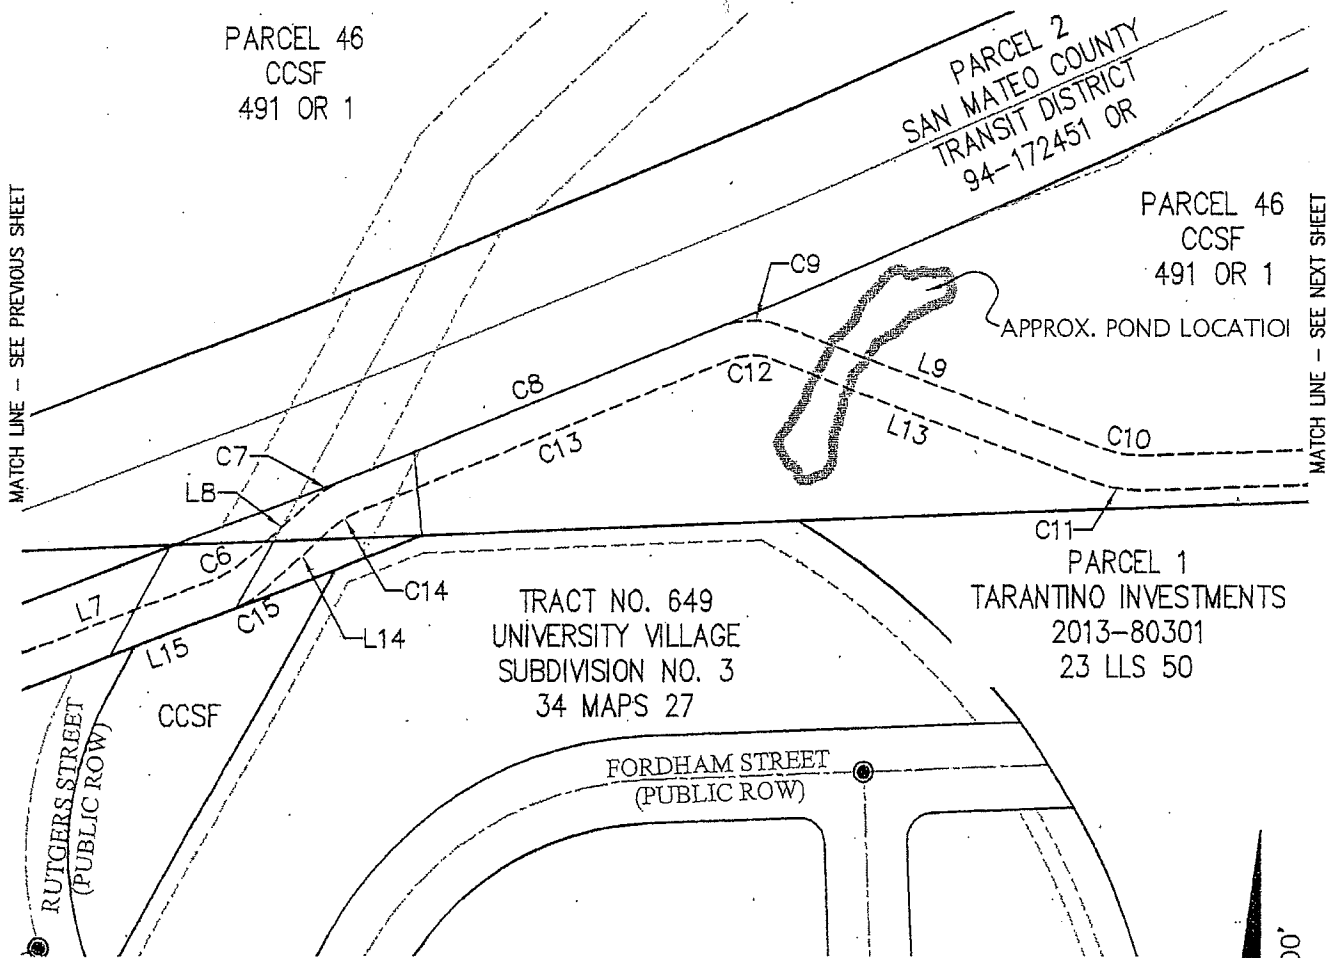 PARCEL 46
CCSF
491 OR 1
PARCEL 2
SAN MATEO COUNTY
TRANSIT DISTRICT
94-172451 OR
MATCH LINE - SEE PREVIOUS SHEET
PARCEL 46
CCSF
491 OR 1
MATCH LINE - SEE NEXT SHEET
C9
APPROX. POND LOCATIO
C8
C12
L9
C7
C13
L13
C10
L8
C6
C11
L7
C15
C14
L14
L15
PARCEL 1
TARANTINO INVESTMENTS
2013-80301
23 LLS 50
TRACT NO. 649
UNIVERSITY VILLAGE
SUBDIVISION NO. 3
34 MAPS 27
CCSF
RUTGERS STREET
(PUBLIC ROW)
FORDHAM STREET
(PUBLIC ROW)
00'